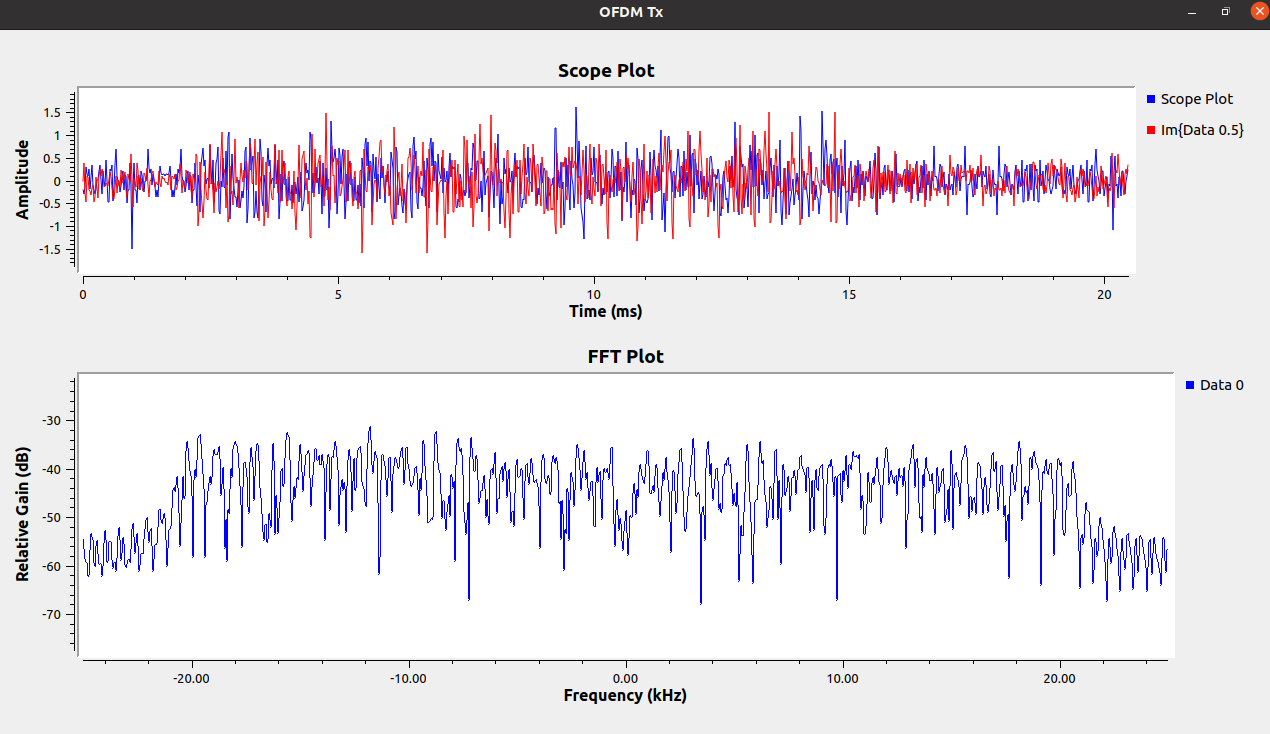 OFDM Tx
Scope Plot
Amplitude
1.5
1
0.5
0
-0.5
-1
-1.5
0 5 10 15 20
Time (ms)
Scope Plot
Im{Data 0.5}
FFT Plot
Relative Gain (dB)
-30
-40
-50
-60
-70
-20.00 -10.00 0.00 10.00 20.00
Frequency (kHz)
Data 0